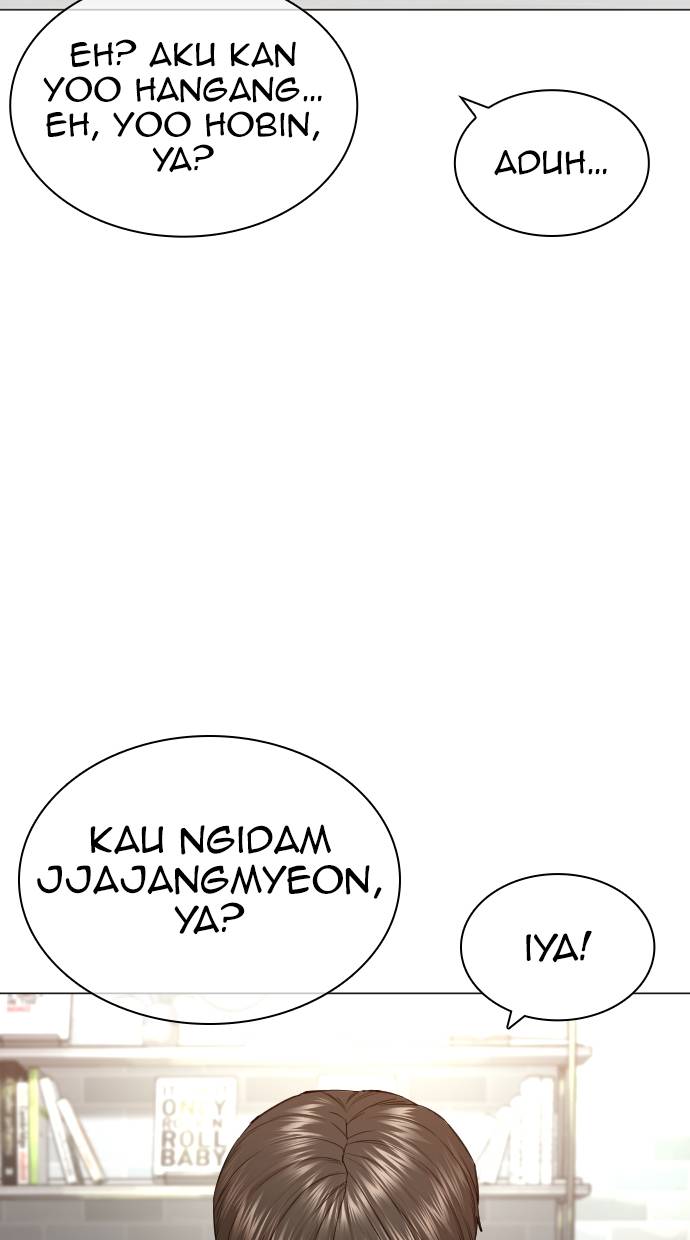 EH? AKU KAN
YOO HANGANG...
EH, YOO HOBIN,
YA?
ADUH...
KAU NGIDAM
JJAJANGMYEON,
YA?
IYA!
ONLY
ROLL
BABY